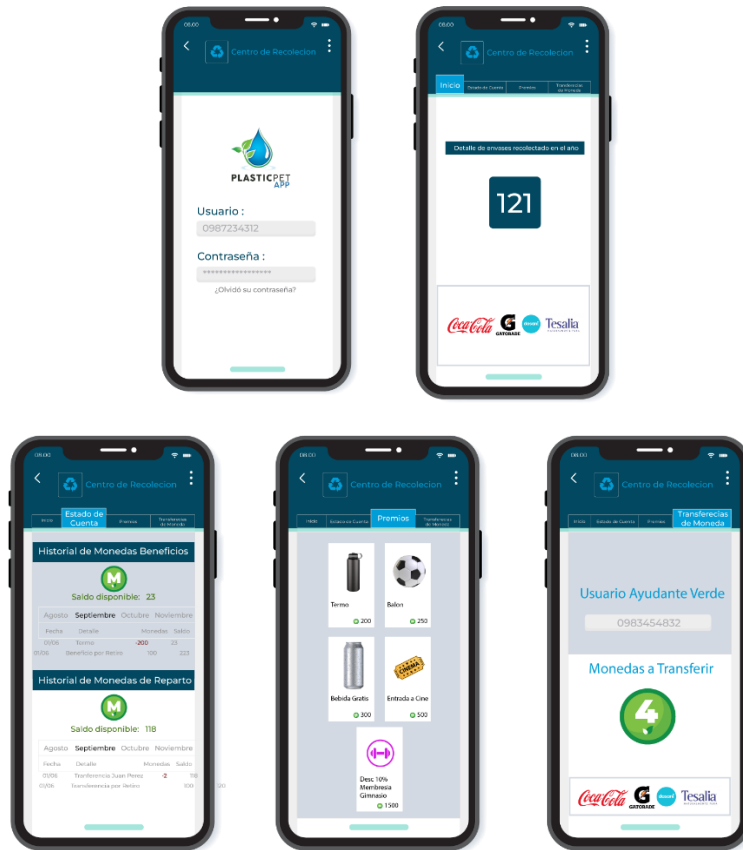 08:00
Centro de Recolecion
PLASTICPET
APP
Usuario :
0987234312
Contraseña :
*****************
¿Olvidó su contraseña?
08:00
Centro de Recolecion
Inicio Estado de Cuenta Premios Transferecias de Moneda
Detalle de envases recolectado en el año
121
Coca-Cola G GATORADE dasani Tesalia
08:00
Centro de Recolecion
Inicio Estado de Cuenta Premios Transferecias de Moneda
Historial de Monedas Beneficios
M
Saldo disponible: 23
Agosto Septiembre Octubre Noviembre
Fecha Detalle Monedas Saldo
01/06 Termo -200 23
01/06 Beneficio por Retiro 100 223
Historial de Monedas de Reparto
M
Saldo disponible: 118
Agosto Septiembre Octubre Noviembre
Fecha Detalle Monedas Saldo
01/06 Tranferencia Juan Perez -2 118
01/06 Transferencia por Retiro 100 120
08:00
Centro de Recolecion
Inicio Estado de Cuenta Premios Transferecias de Moneda
Termo
200
Balon
250
Bebida Gratis
300
CINEMA
Entrada a Cine
500
Desc 10%
Membresia
Gimnasio
1500
08:00
Centro de Recolecion
Inicio Estado de Cuenta Premios Transferecias
de Moneda
Usuario Ayudante Verde
0983454832
Monedas a Transferir
4
Coca-Cola G GATORADE dasani Tesalia